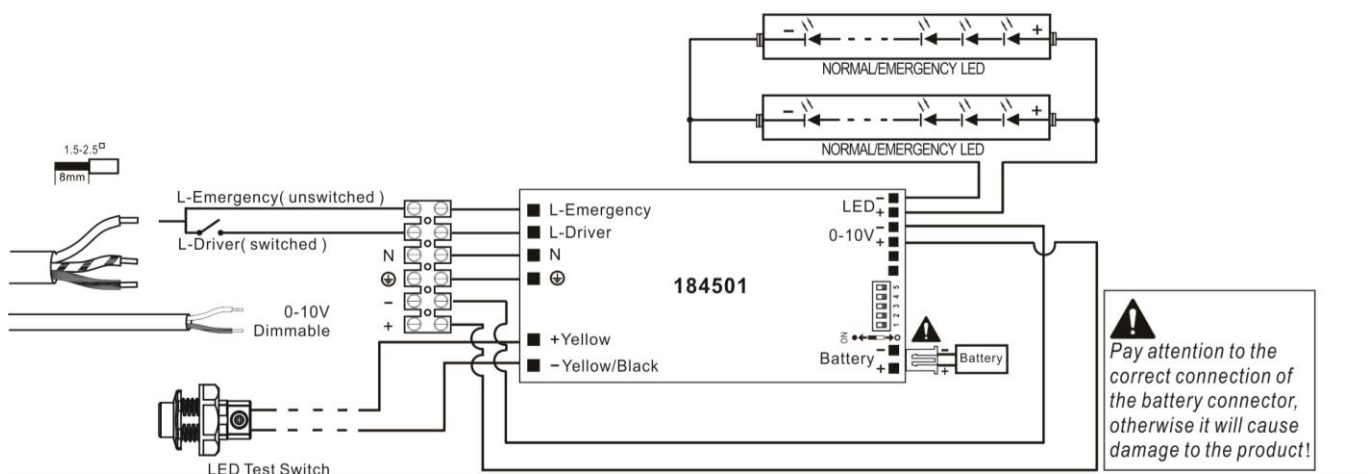 - +
NORMAL/EMERGENCY LED
- +
NORMAL/EMERGENCY LED
1.5-2.5□
8mm
L-Emergency( unswitched )
L-Driver( switched )
N
-
+
0-10V
Dimmable
LED Test Switch
L-Emergency
L-Driver
N
+Yellow
-Yellow/Black
184501
LED - +
0-10V - +
1 2 3 4 5
ON
Battery - +
- +
Battery
Pay attention to the
correct connection of
the battery connector,
otherwise it will cause
damage to the product!